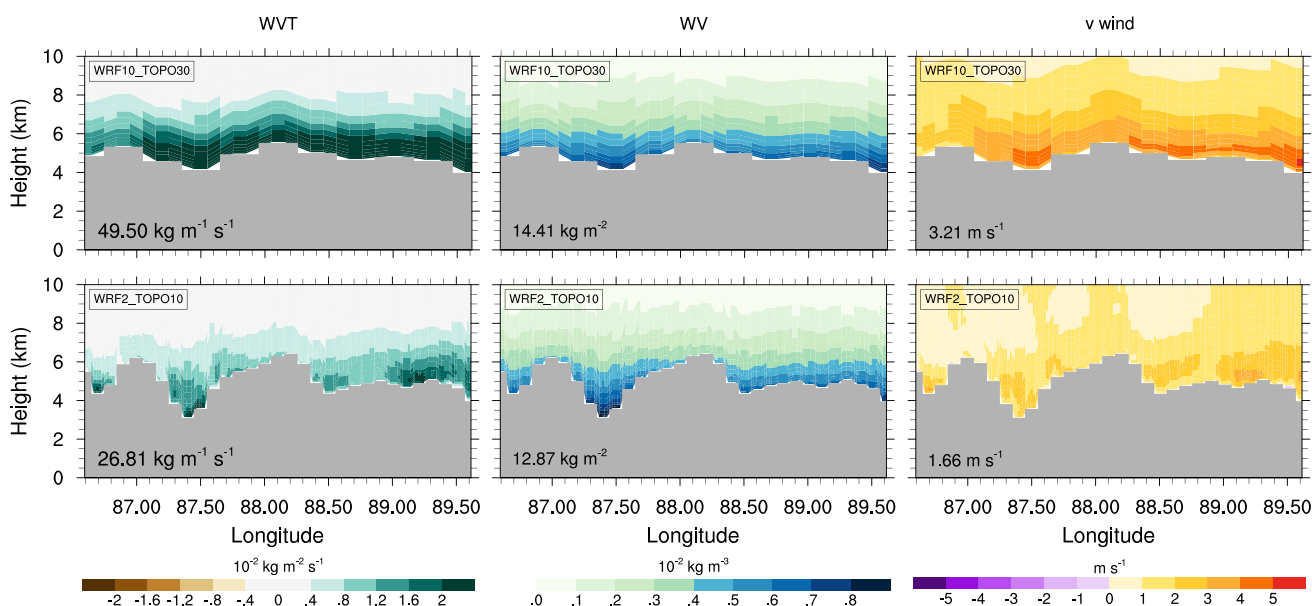 WVT WV v wind
WRF10_TOPO30 WRF10_TOPO30 WRF10_TOPO30
10
8
6
4
2
0
Height (km)
49.50 kg m⁻¹ s⁻¹ 14.41 kg m⁻² 3.21 m s⁻¹
WRF2_TOPO10 WRF2_TOPO10 WRF2_TOPO10
10
8
6
4
2
0
Height (km)
26.81 kg m⁻¹ s⁻¹ 12.87 kg m⁻² 1.66 m s⁻¹
87.00 87.50 88.00 88.50 89.00 89.50 87.00 87.50 88.00 88.50 89.00 89.50 87.00 87.50 88.00 88.50 89.00 89.50
Longitude Longitude Longitude
10⁻² kg m⁻² s⁻¹ 10⁻² kg m⁻³ m s⁻¹
-2 -1.6 -1.2 -.8 -.4 0 .4 .8 1.2 1.6 2 .0 .1 .2 .3 .4 .5 .6 .7 .8 -5 -4 -3 -2 -1 0 1 2 3 4 5